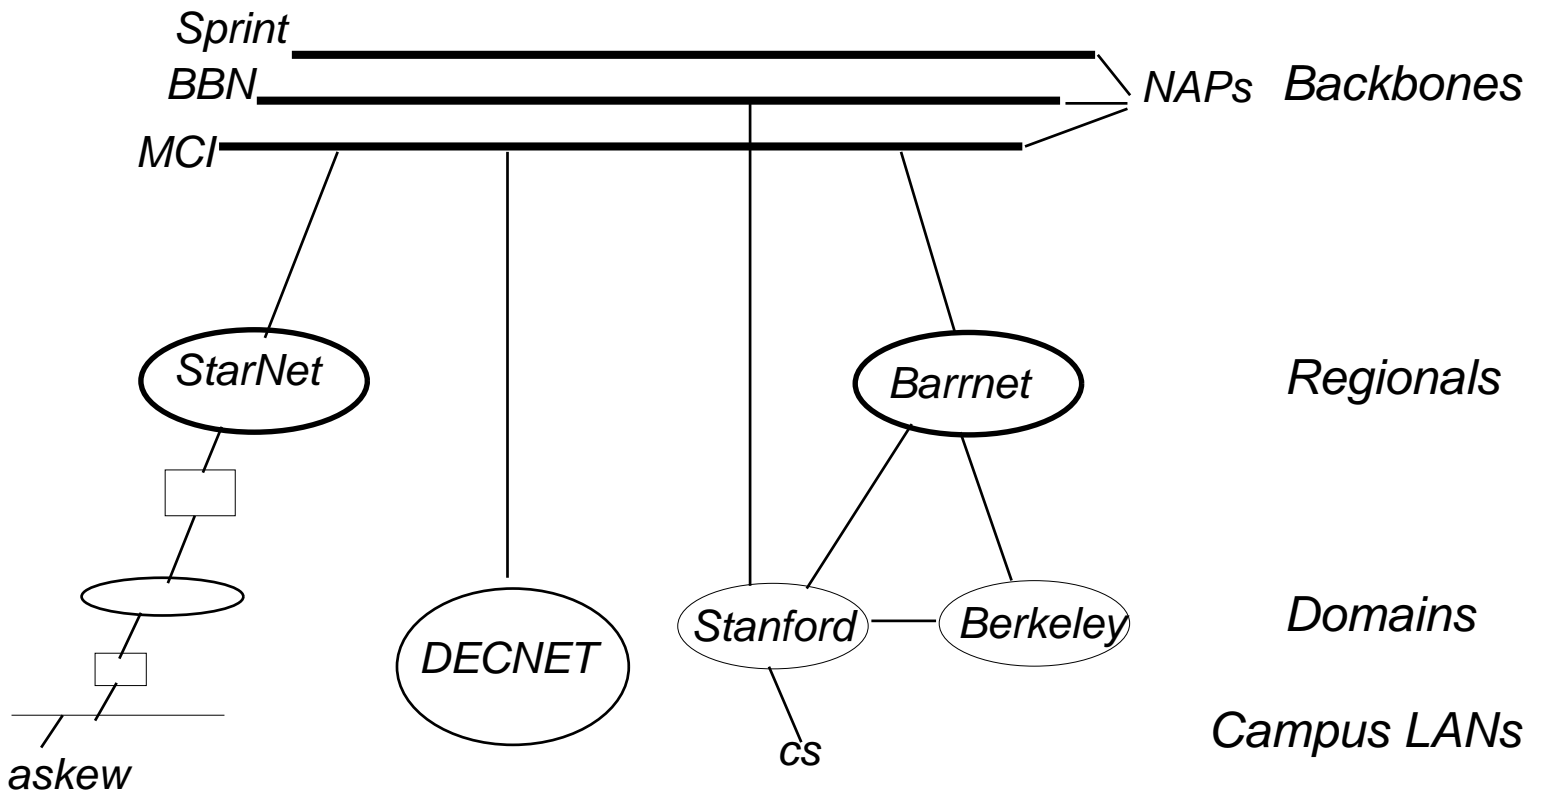 Sprint
BBN
NAPs
Backbones
MCI
StarNet
Barrnet
Regionals
Stanford
Berkeley
Domains
DECNET
Campus LANs
cs
askew